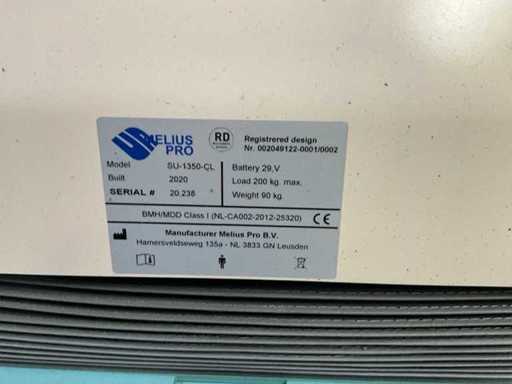 MELIUS PRO
RD
Registrered design
Nr. 002049122-0001/0002
Model SU-1350-CL
Built 2020
SERIAL # 20.238
Battery 29,V
Load 200 kg. max.
Weight 90 kg.
BMH/MDD Class I (NL-CA002-2012-25320) CE
Manufacturer Melius Pro B.V.
Hamersveldseweg 135a - NL 3833 GN Leusden